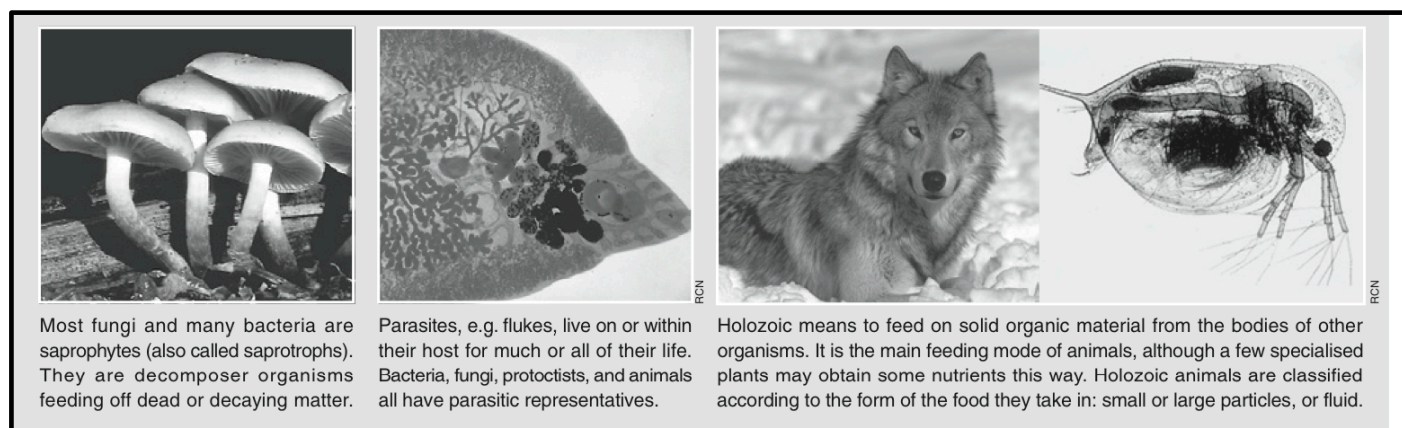 RCN
RCN
Most fungi and many bacteria are
saprophytes (also called saprotrophs).
They are decomposer organisms
feeding off dead or decaying matter.
Parasites, e.g. flukes, live on or within
their host for much or all of their life.
Bacteria, fungi, protoctists, and animals
all have parasitic representatives.
Holozoic means to feed on solid organic material from the bodies of other
organisms. It is the main feeding mode of animals, although a few specialised
plants may obtain some nutrients this way. Holozoic animals are classified
according to the form of the food they take in: small or large particles, or fluid.